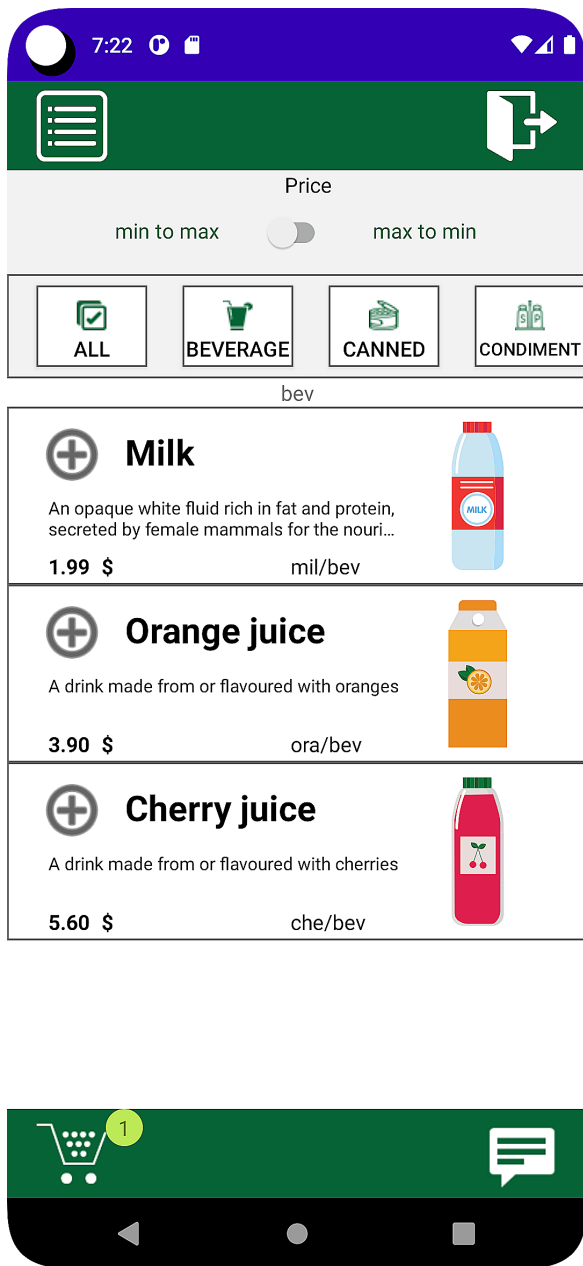 7:22
Price
min to max
max to min
ALL
BEVERAGE
CANNED
S P
CONDIMENT
bev
Milk
An opaque white fluid rich in fat and protein,
secreted by female mammals for the nouri...
MILK
1.99 $
mil/bev
Orange juice
A drink made from or flavoured with oranges
3.90 $
ora/bev
Cherry juice
A drink made from or flavoured with cherries
5.60 $
che/bev
1